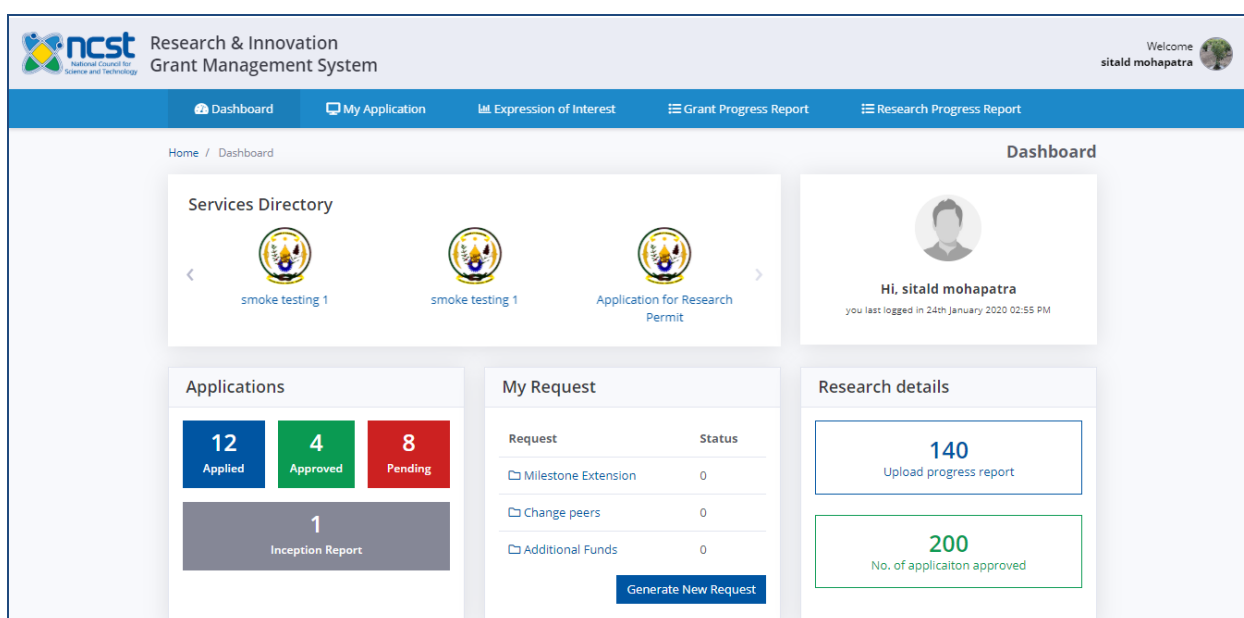 ncst
National Council for
Science and Technology
Research & Innovation
Grant Management System
Welcome
sitald mohapatra
Dashboard
My Application
Expression of Interest
Grant Progress Report
Research Progress Report
Home / Dashboard
Dashboard
Services Directory
smoke testing 1
smoke testing 1
Application for Research
Permit
Hi, sitald mohapatra
you last logged in 24th January 2020 02:55 PM
Applications
12
Applied
4
Approved
8
Pending
1
Inception Report
My Request
Request Status
Milestone Extension 0
Change peers 0
Additional Funds 0
Generate New Request
Research details
140
Upload progress report
200
No. of applicaiton approved